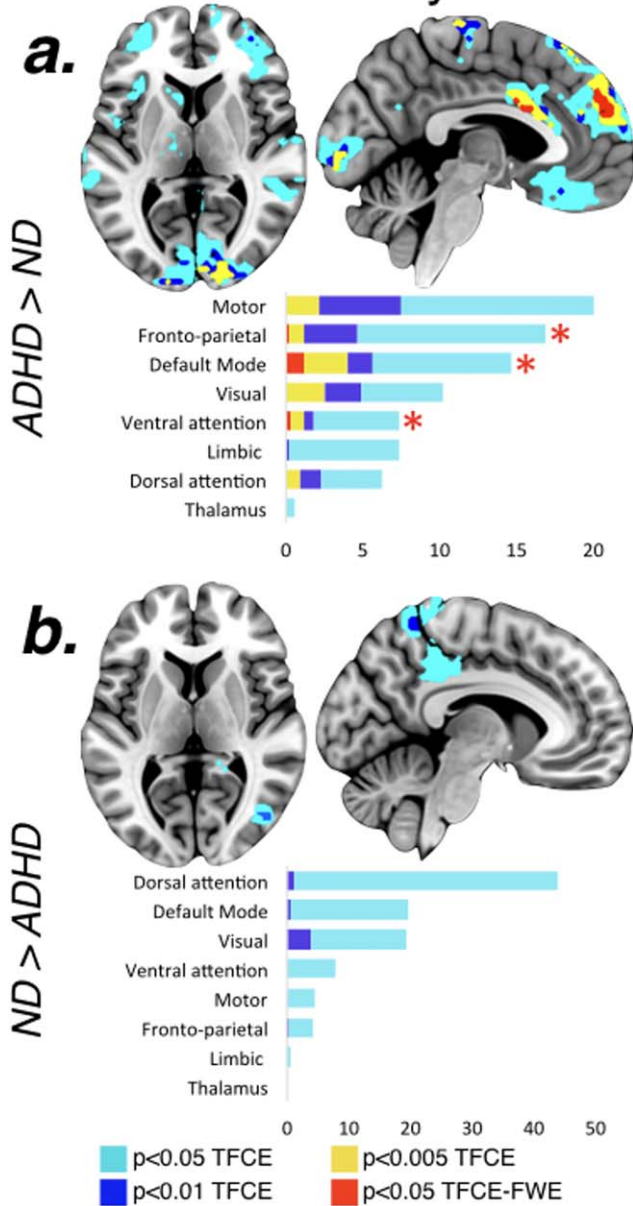 a.
ADHD > ND
Motor
Fronto-parietal *
Default Mode *
Visual
Ventral attention *
Limbic
Dorsal attention
Thalamus
0 5 10 15 20
b.
ND > ADHD
Dorsal attention
Default Mode
Visual
Ventral attention
Motor
Fronto-parietal
Limbic
Thalamus
0 10 20 30 40 50
p<0.05 TFCE p<0.005 TFCE
p<0.01 TFCE p<0.05 TFCE-FWE